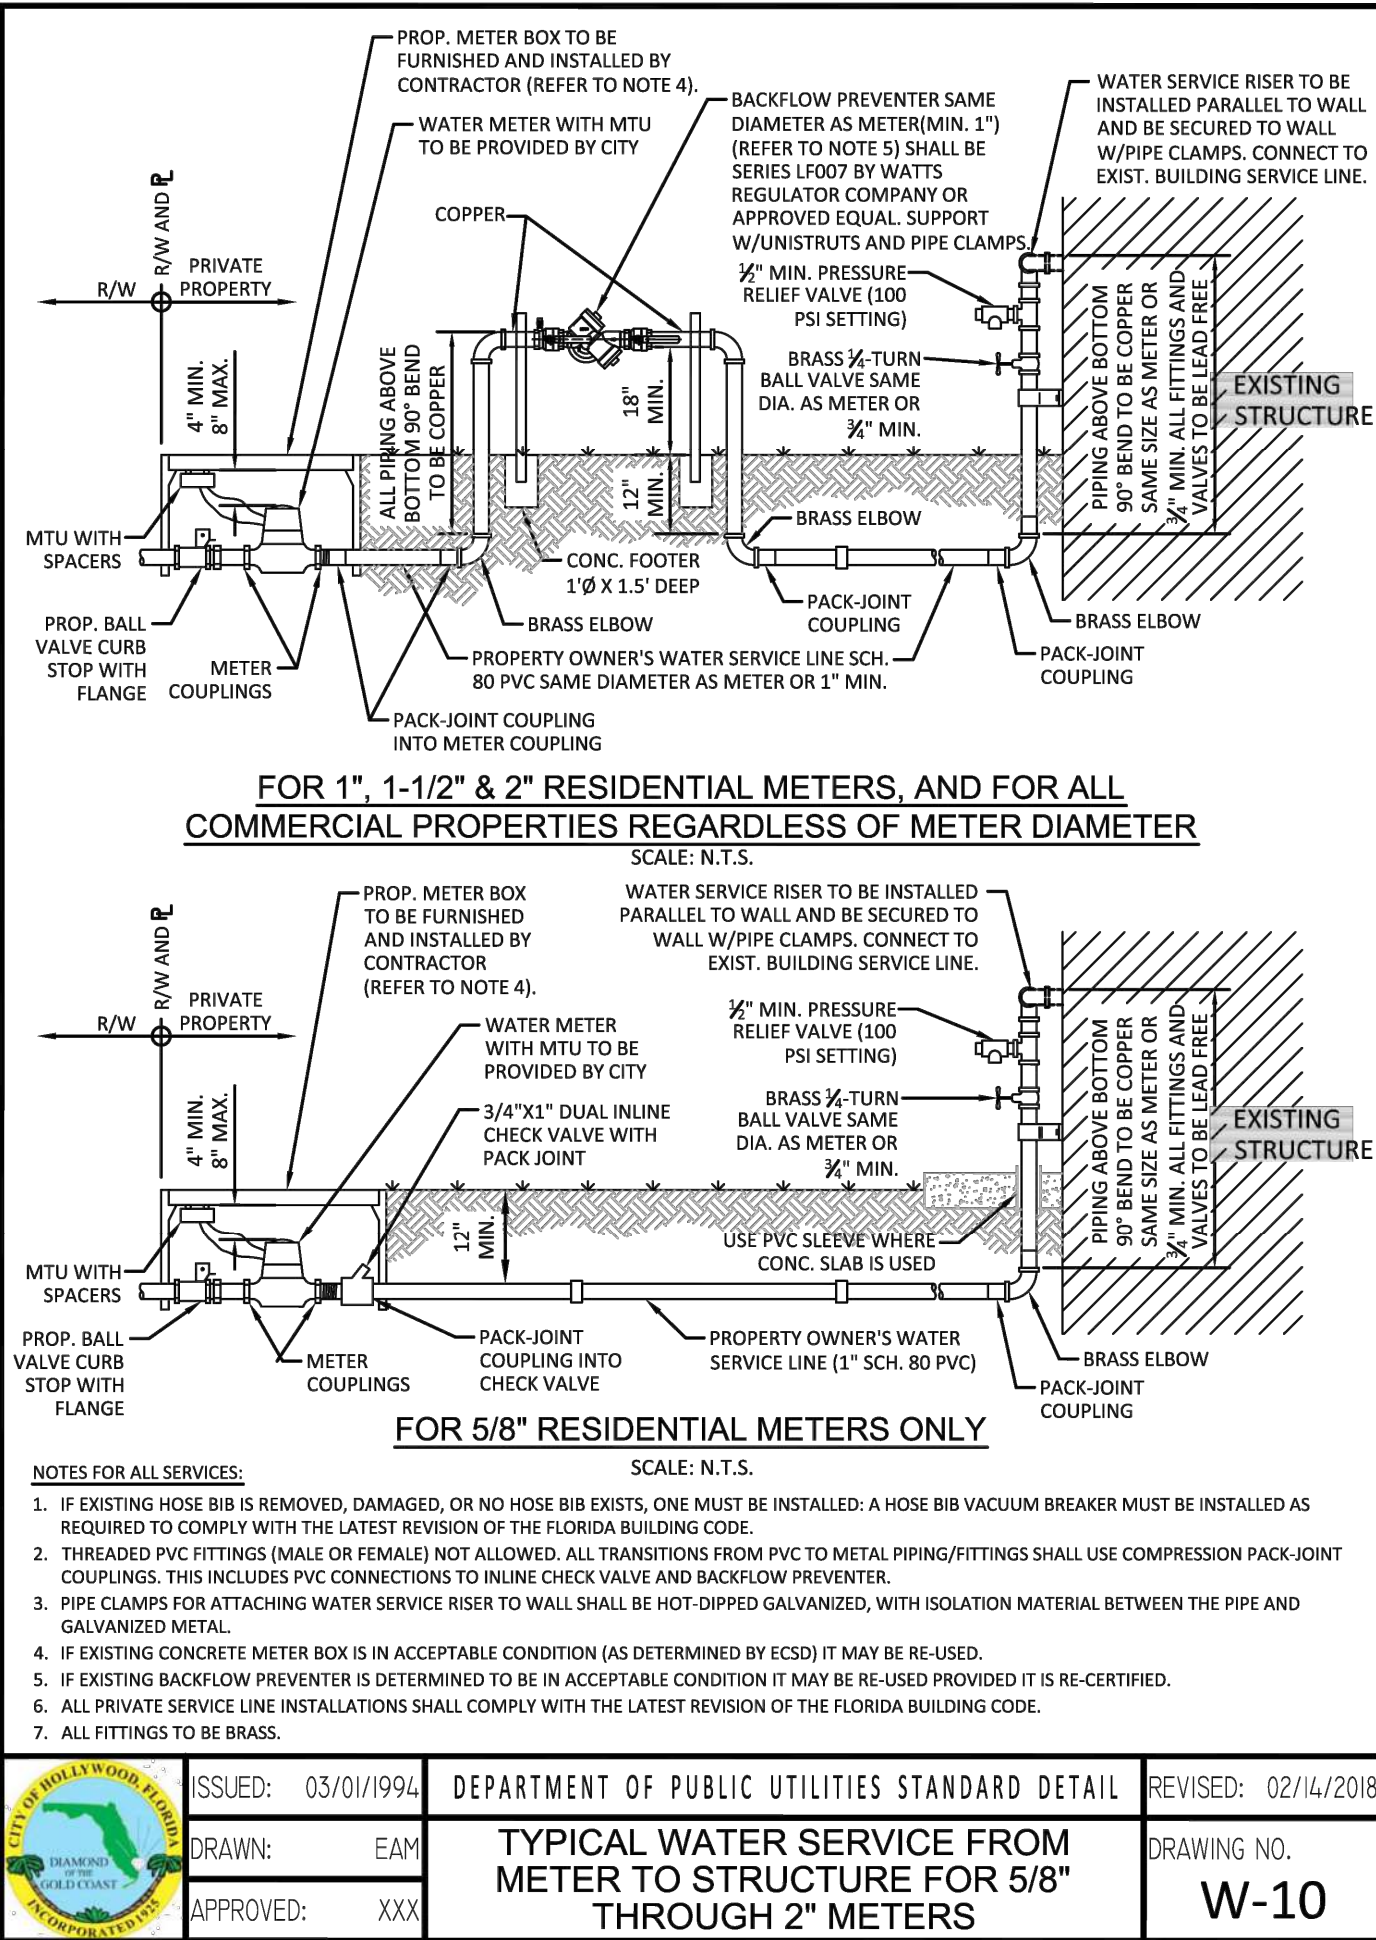 PROP. METER BOX TO BE
FURNISHED AND INSTALLED BY
CONTRACTOR (REFER TO NOTE 4).
WATER METER WITH MTU
TO BE PROVIDED BY CITY
COPPER
BACKFLOW PREVENTER SAME
DIAMETER AS METER(MIN. 1")
(REFER TO NOTE 5) SHALL BE
SERIES LF007 BY WATTS
REGULATOR COMPANY OR
APPROVED EQUAL. SUPPORT
W/UNISTRUTS AND PIPE CLAMPS.
WATER SERVICE RISER TO BE
INSTALLED PARALLEL TO WALL
AND BE SECURED TO WALL
W/PIPE CLAMPS. CONNECT TO
EXIST. BUILDING SERVICE LINE.
R/W AND PL
R/W
PRIVATE
PROPERTY
4" MIN.
8" MAX.
ALL PIPING ABOVE
BOTTOM 90° BEND
TO BE COPPER
18"
MIN.
12"
MIN.
½" MIN. PRESSURE
RELIEF VALVE (100
PSI SETTING)
BRASS ¼-TURN
BALL VALVE SAME
DIA. AS METER OR
¾" MIN.
PIPING ABOVE BOTTOM
90° BEND TO BE COPPER
SAME SIZE AS METER OR
¾" MIN. ALL FITTINGS AND
VALVES TO BE LEAD FREE
EXISTING
STRUCTURE
MTU WITH
SPACERS
PROP. BALL
VALVE CURB
STOP WITH
FLANGE
METER
COUPLINGS
CONC. FOOTER
1'Ø X 1.5' DEEP
BRASS ELBOW
BRASS ELBOW
PACK-JOINT
COUPLING
BRASS ELBOW
PACK-JOINT
COUPLING
PROPERTY OWNER'S WATER SERVICE LINE SCH.
80 PVC SAME DIAMETER AS METER OR 1" MIN.
PACK-JOINT COUPLING
INTO METER COUPLING
FOR 1", 1-1/2" & 2" RESIDENTIAL METERS, AND FOR ALL
COMMERCIAL PROPERTIES REGARDLESS OF METER DIAMETER
SCALE: N.T.S.
PROP. METER BOX
TO BE FURNISHED
AND INSTALLED BY
CONTRACTOR
(REFER TO NOTE 4).
WATER METER
WITH MTU TO BE
PROVIDED BY CITY
3/4"X1" DUAL INLINE
CHECK VALVE WITH
PACK JOINT
WATER SERVICE RISER TO BE INSTALLED
PARALLEL TO WALL AND BE SECURED TO
WALL W/PIPE CLAMPS. CONNECT TO
EXIST. BUILDING SERVICE LINE.
R/W AND PL
R/W
PRIVATE
PROPERTY
4" MIN.
8" MAX.
½" MIN. PRESSURE
RELIEF VALVE (100
PSI SETTING)
BRASS ¼-TURN
BALL VALVE SAME
DIA. AS METER OR
¾" MIN.
12"
MIN.
USE PVC SLEEVE WHERE
CONC. SLAB IS USED
PIPING ABOVE BOTTOM
90° BEND TO BE COPPER
SAME SIZE AS METER OR
¾" MIN. ALL FITTINGS AND
VALVES TO BE LEAD FREE
EXISTING
STRUCTURE
MTU WITH
SPACERS
PROP. BALL
VALVE CURB
STOP WITH
FLANGE
METER
COUPLINGS
PACK-JOINT
COUPLING INTO
CHECK VALVE
PROPERTY OWNER'S WATER
SERVICE LINE (1" SCH. 80 PVC)
BRASS ELBOW
PACK-JOINT
COUPLING
FOR 5/8" RESIDENTIAL METERS ONLY
SCALE: N.T.S.
NOTES FOR ALL SERVICES:
1. IF EXISTING HOSE BIB IS REMOVED, DAMAGED, OR NO HOSE BIB EXISTS, ONE MUST BE INSTALLED: A HOSE BIB VACUUM BREAKER MUST BE INSTALLED AS
REQUIRED TO COMPLY WITH THE LATEST REVISION OF THE FLORIDA BUILDING CODE.
2. THREADED PVC FITTINGS (MALE OR FEMALE) NOT ALLOWED. ALL TRANSITIONS FROM PVC TO METAL PIPING/FITTINGS SHALL USE COMPRESSION PACK-JOINT
COUPLINGS. THIS INCLUDES PVC CONNECTIONS TO INLINE CHECK VALVE AND BACKFLOW PREVENTER.
3. PIPE CLAMPS FOR ATTACHING WATER SERVICE RISER TO WALL SHALL BE HOT-DIPPED GALVANIZED, WITH ISOLATION MATERIAL BETWEEN THE PIPE AND
GALVANIZED METAL.
4. IF EXISTING CONCRETE METER BOX IS IN ACCEPTABLE CONDITION (AS DETERMINED BY ECSD) IT MAY BE RE-USED.
5. IF EXISTING BACKFLOW PREVENTER IS DETERMINED TO BE IN ACCEPTABLE CONDITION IT MAY BE RE-USED PROVIDED IT IS RE-CERTIFIED.
6. ALL PRIVATE SERVICE LINE INSTALLATIONS SHALL COMPLY WITH THE LATEST REVISION OF THE FLORIDA BUILDING CODE.
7. ALL FITTINGS TO BE BRASS.
CITY OF HOLLYWOOD, FLORIDA
DIAMOND
OF THE
GOLD COAST
INCORPORATED 1925
ISSUED: 03/01/1994
DRAWN: EAM
APPROVED: XXX
DEPARTMENT OF PUBLIC UTILITIES STANDARD DETAIL
TYPICAL WATER SERVICE FROM
METER TO STRUCTURE FOR 5/8"
THROUGH 2" METERS
REVISED: 02/14/2018
DRAWING NO.
W-10